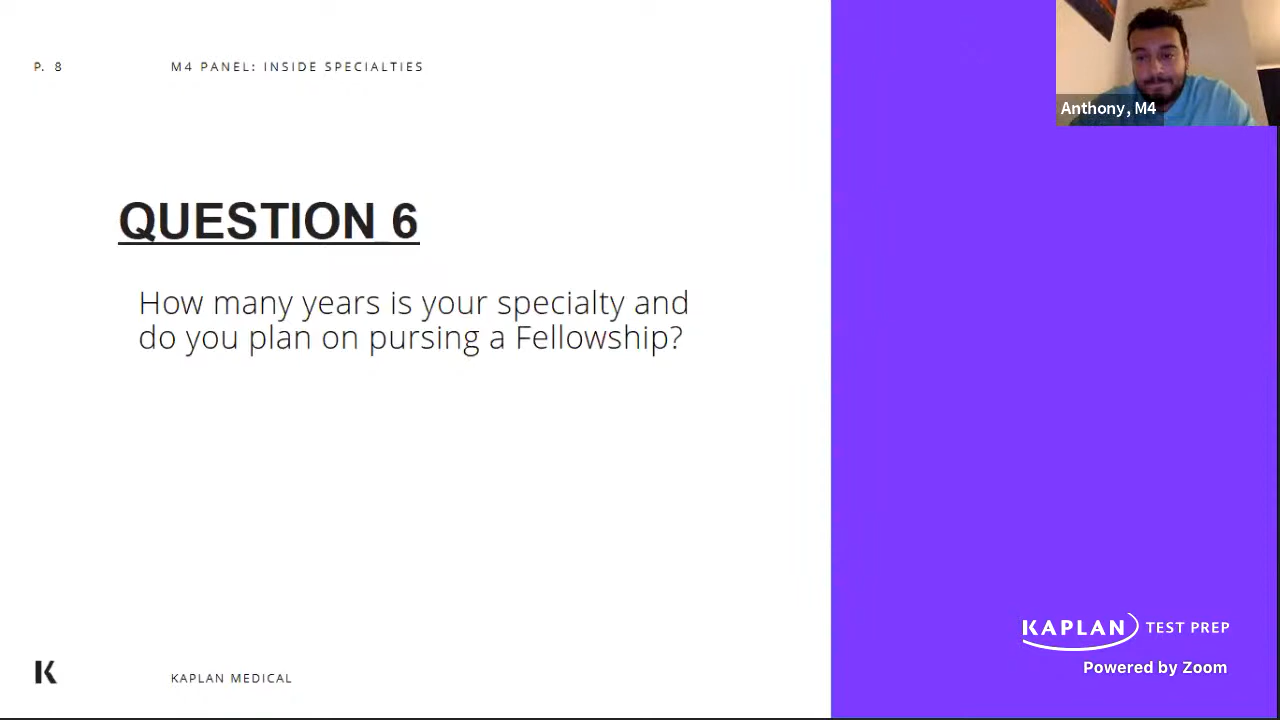 P. 8
M4 PANEL: INSIDE SPECIALTIES
Anthony, M4
QUESTION 6
How many years is your specialty and
do you plan on pursing a Fellowship?
KAPLAN TEST PREP
Powered by Zoom
K
KAPLAN MEDICAL